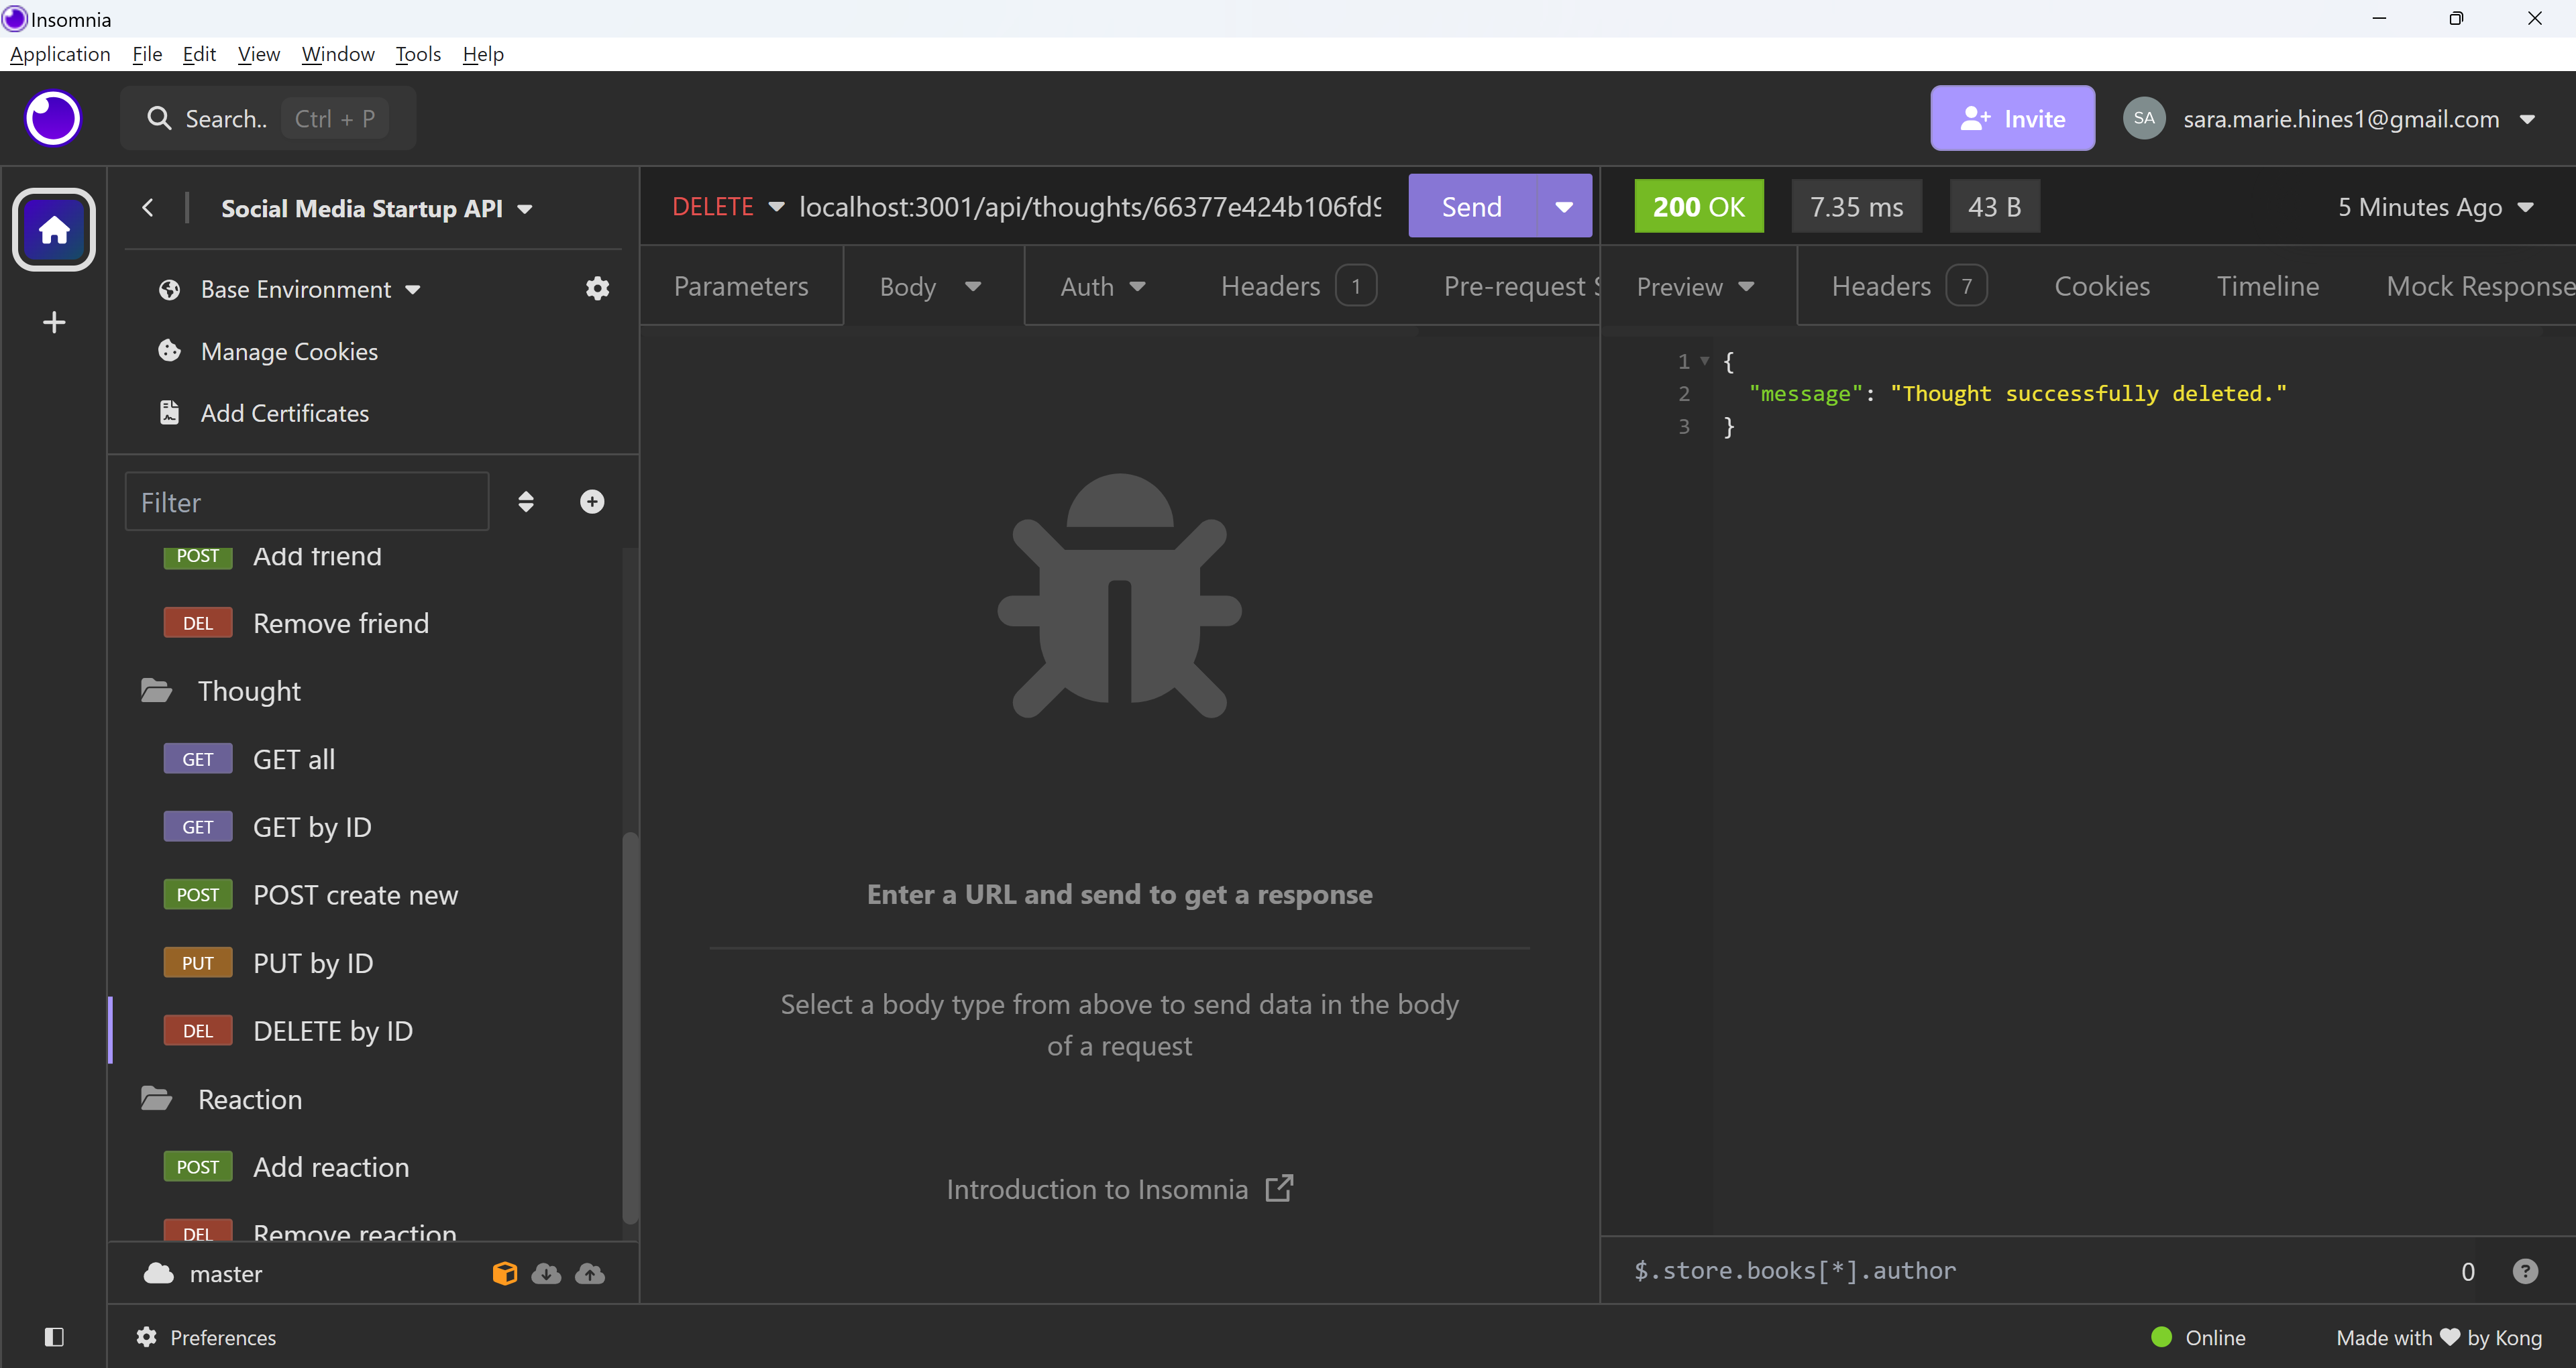 Insomnia
Application File Edit View Window Tools Help
Search.. Ctrl + P
Invite
SA sara.marie.hines1@gmail.com
Social Media Startup API
Base Environment
Manage Cookies
Add Certificates
Filter
POST Add friend
DEL Remove friend
Thought
GET GET all
GET GET by ID
POST POST create new
PUT PUT by ID
DEL DELETE by ID
Reaction
POST Add reaction
DEL Remove reaction
master
DELETE localhost:3001/api/thoughts/66377e424b106fd9 Send
Parameters Body Auth Headers 1 Pre-request
Enter a URL and send to get a response
Select a body type from above to send data in the body
of a request
Introduction to Insomnia
200 OK 7.35 ms 43 B 5 Minutes Ago
Preview Headers 7 Cookies Timeline Mock Response
1 {
2 "message": "Thought successfully deleted."
3 }
$.store.books[*].author 0 ?
Preferences
Online Made with ♥ by Kong